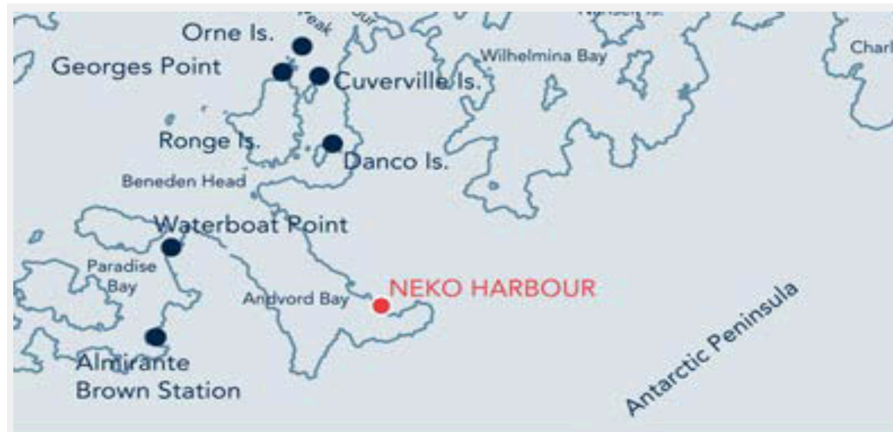 Orne Is.
Georges Point
Cuverville Is.
Wilhelmina Bay
Ronge Is.
Danco Is.
Beneden Head
Waterboat Point
Paradise
Bay
Andvord Bay
NEKO HARBOUR
Almirante
Brown Station
Antarctic Peninsula